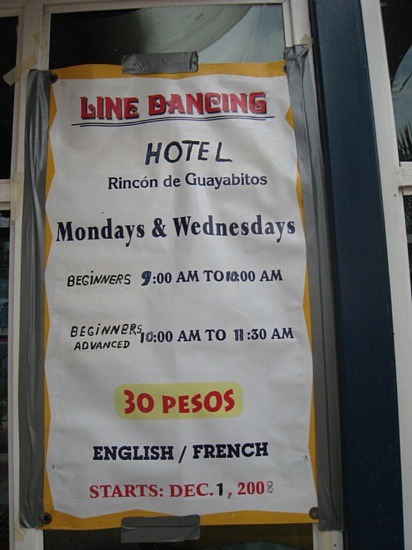 LINE DANCING
HOTEL
Rincón de Guayabitos
Mondays & Wednesdays
BEGINNERS 9:00 AM TO 10:00 AM
BEGINNERS
ADVANCED 10:00 AM TO 11:30 AM
30 PESOS
ENGLISH / FRENCH
STARTS: DEC. 1, 2008